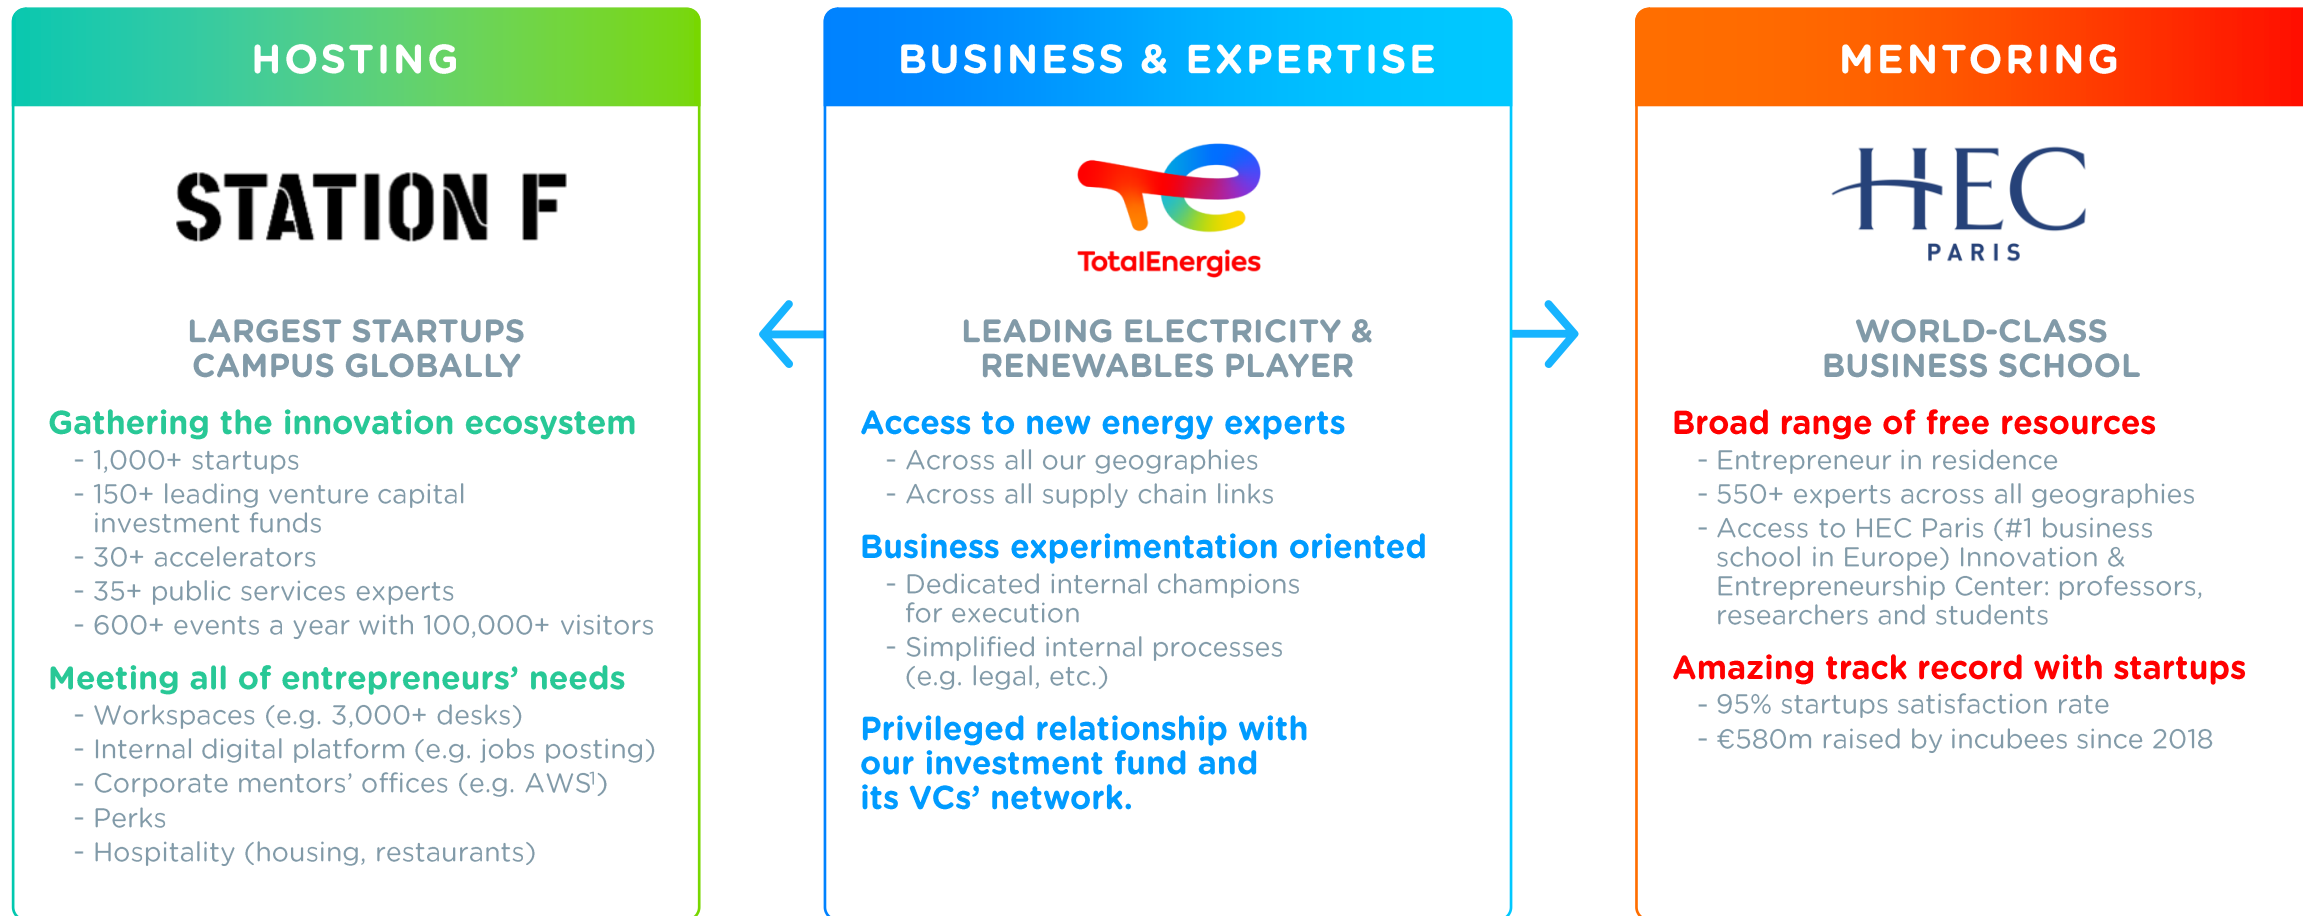 HOSTING
STATION F
LARGEST STARTUPS
CAMPUS GLOBALLY
Gathering the innovation ecosystem
- 1,000+ startups
- 150+ leading venture capital
investment funds
- 30+ accelerators
- 35+ public services experts
- 600+ events a year with 100,000+ visitors
Meeting all of entrepreneurs’ needs
- Workspaces (e.g. 3,000+ desks)
- Internal digital platform (e.g. jobs posting)
- Corporate mentors’ offices (e.g. AWS¹)
- Perks
- Hospitality (housing, restaurants)
BUSINESS & EXPERTISE
TotalEnergies
LEADING ELECTRICITY &
RENEWABLES PLAYER
Access to new energy experts
- Across all our geographies
- Across all supply chain links
Business experimentation oriented
- Dedicated internal champions
for execution
- Simplified internal processes
(e.g. legal, etc.)
Privileged relationship with
our investment fund and
its VCs’ network.
MENTORING
HEC
PARIS
WORLD-CLASS
BUSINESS SCHOOL
Broad range of free resources
- Entrepreneur in residence
- 550+ experts across all geographies
- Access to HEC Paris (#1 business
school in Europe) Innovation &
Entrepreneurship Center: professors,
researchers and students
Amazing track record with startups
- 95% startups satisfaction rate
- €580m raised by incubees since 2018